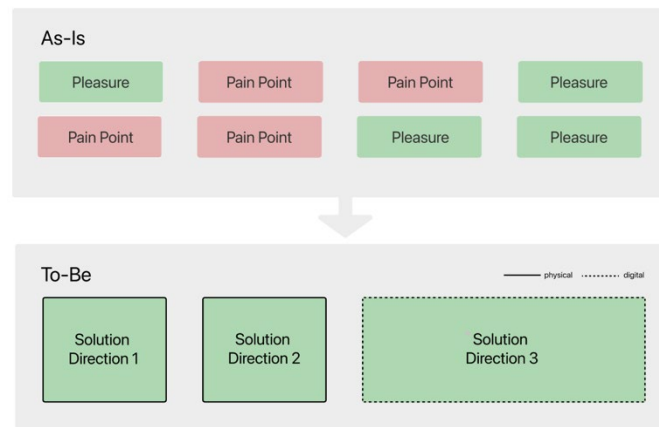 As-Is
Pleasure
Pain Point
Pain Point
Pleasure
Pain Point
Pain Point
Pleasure
Pleasure
To-Be
physical
digital
Solution
Direction 1
Solution
Direction 2
Solution
Direction 3